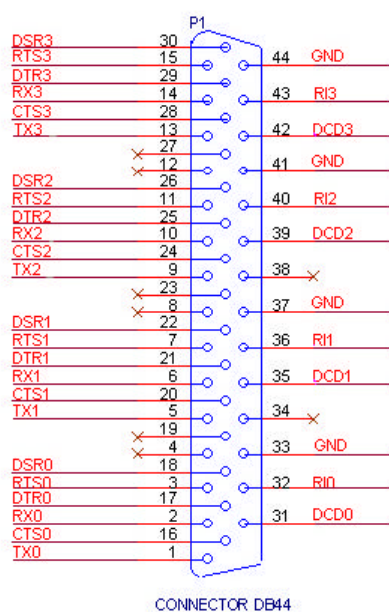 P1
DSR3 30
RTS3 15 44 GND
DTR3 29
RX3 14 43 RI3
CTS3 28
TX3 13 42 DCD3
27
12 41 GND
DSR2 26
RTS2 11 40 RI2
DTR2 25
RX2 10 39 DCD2
CTS2 24
TX2 9 38
23
8 37 GND
DSR1 22
RTS1 7 36 RI1
DTR1 21
RX1 6 35 DCD1
CTS1 20
TX1 5 34
19
4 33 GND
DSR0 18
RTS0 3 32 RI0
DTR0 17
RX0 2 31 DCD0
CTS0 16
TX0 1
CONNECTOR DB44